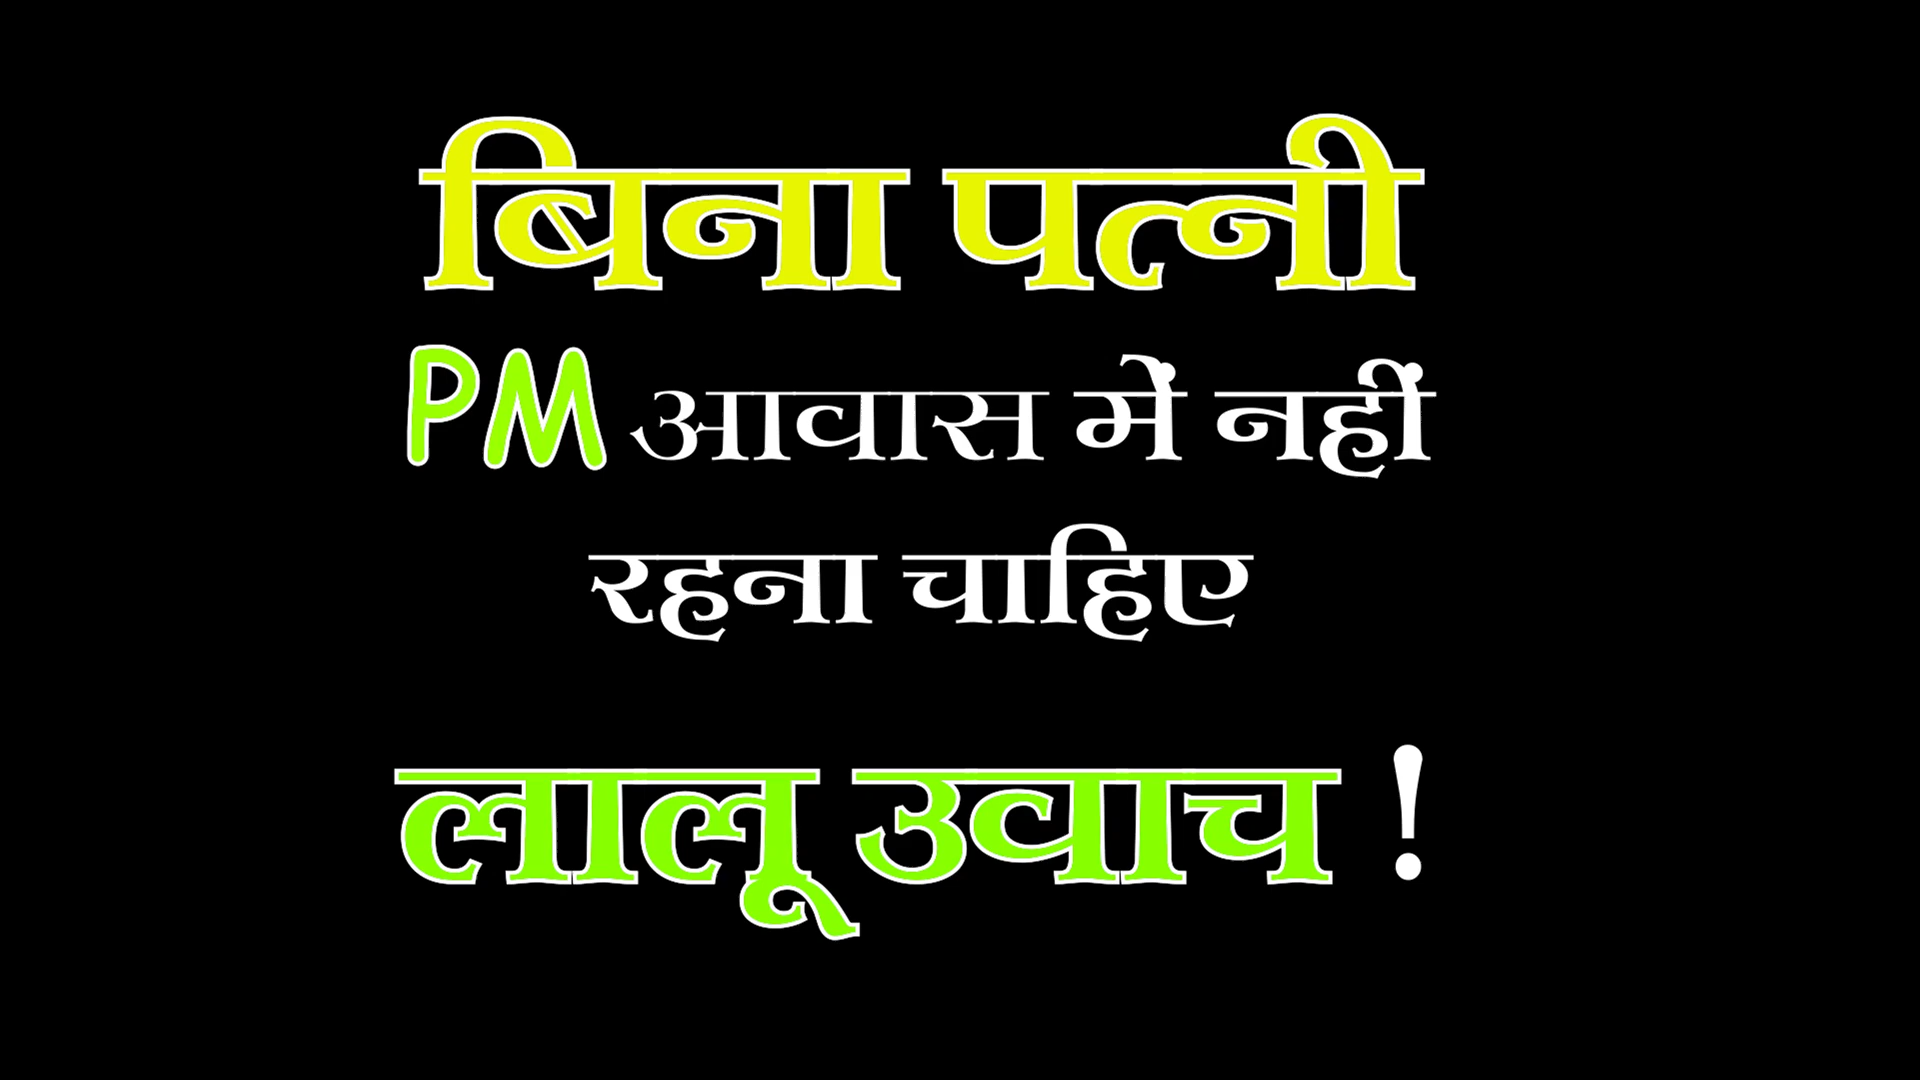 बिना पत्नी
PM आवास में नहीं
रहना चाहिए
लालू उवाच !